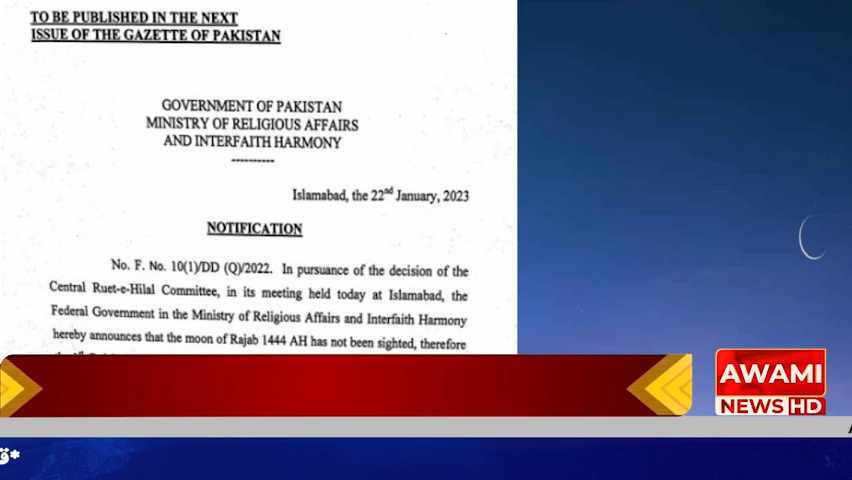 TO BE PUBLISHED IN THE NEXT
ISSUE OF THE GAZETTE OF PAKISTAN
GOVERNMENT OF PAKISTAN
MINISTRY OF RELIGIOUS AFFAIRS
AND INTERFAITH HARMONY
----------
Islamabad, the 22nd January, 2023
NOTIFICATION
No. F. No. 10(1)/DD (Q)/2022. In pursuance of the decision of the
Central Ruet-e-Hilal Committee, in its meeting held today at Islamabad, the
Federal Government in the Ministry of Religious Affairs and Interfaith Harmony
hereby announces that the moon of Rajab 1444 AH has not been sighted, therefore
AWAMI
NEWS HD